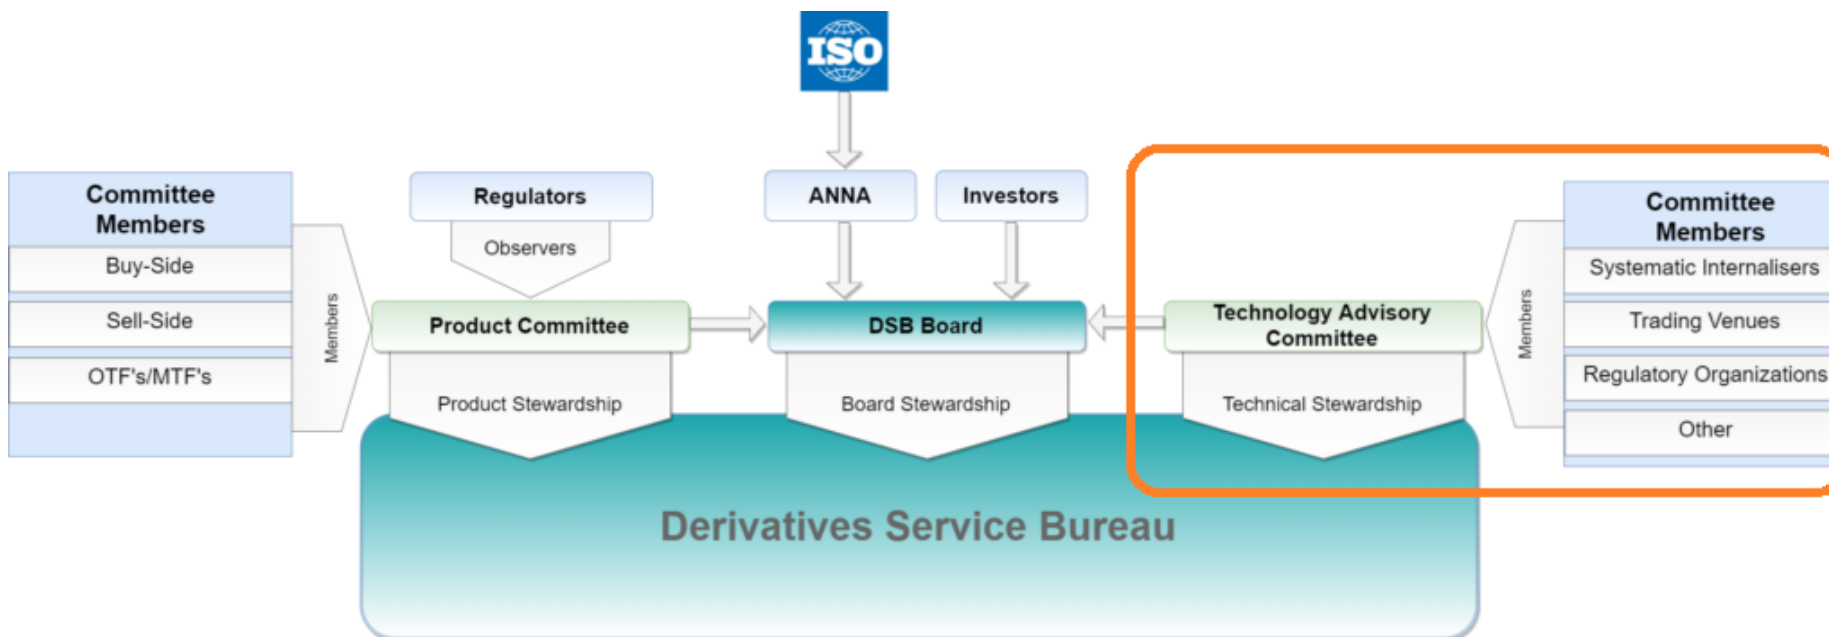 ISO
Committee
Members
Buy-Side
Sell-Side
OTF's/MTF's
Members
Regulators
Observers
Product Committee
Product Stewardship
ANNA
Investors
DSB Board
Board Stewardship
Technology Advisory
Committee
Technical Stewardship
Members
Committee
Members
Systematic Internalisers
Trading Venues
Regulatory Organizations
Other
Derivatives Service Bureau